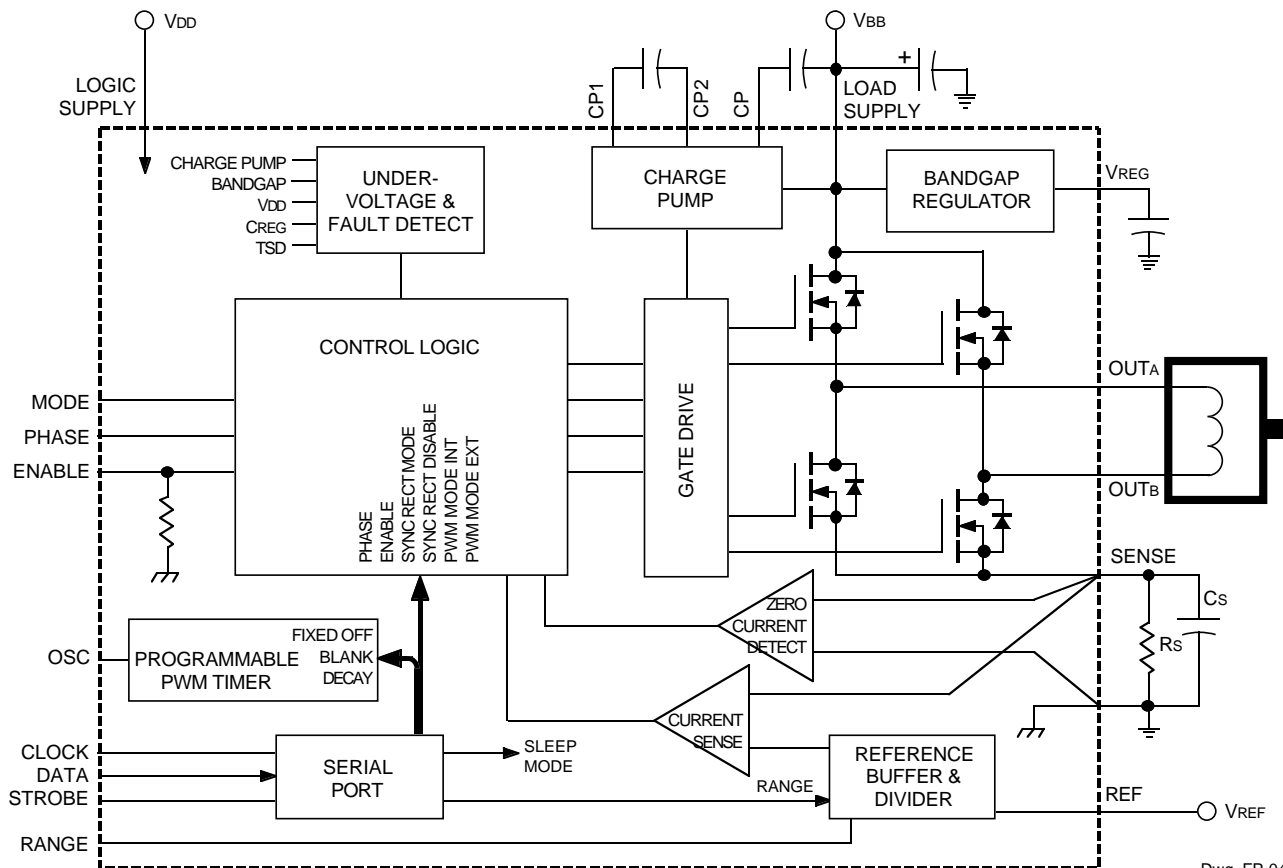 VDD
VBB
LOGIC
SUPPLY
CP1
CP2
CP
LOAD
SUPPLY
CHARGE PUMP
BANDGAP
VDD
CREG
TSD
UNDER-
VOLTAGE &
FAULT DETECT
CHARGE
PUMP
BANDGAP
REGULATOR
VREG
CONTROL LOGIC
GATE DRIVE
MODE
PHASE
ENABLE
PHASE
ENABLE
SYNC RECT MODE
SYNC RECT DISABLE
PWM MODE INT
PWM MODE EXT
OUTA
OUTB
SENSE
CS
RS
ZERO
CURRENT
DETECT
OSC
PROGRAMMABLE
PWM TIMER
FIXED OFF
BLANK
DECAY
CURRENT
SENSE
CLOCK
DATA
STROBE
RANGE
SERIAL
PORT
SLEEP
MODE
RANGE
REFERENCE
BUFFER &
DIVIDER
REF
VREF